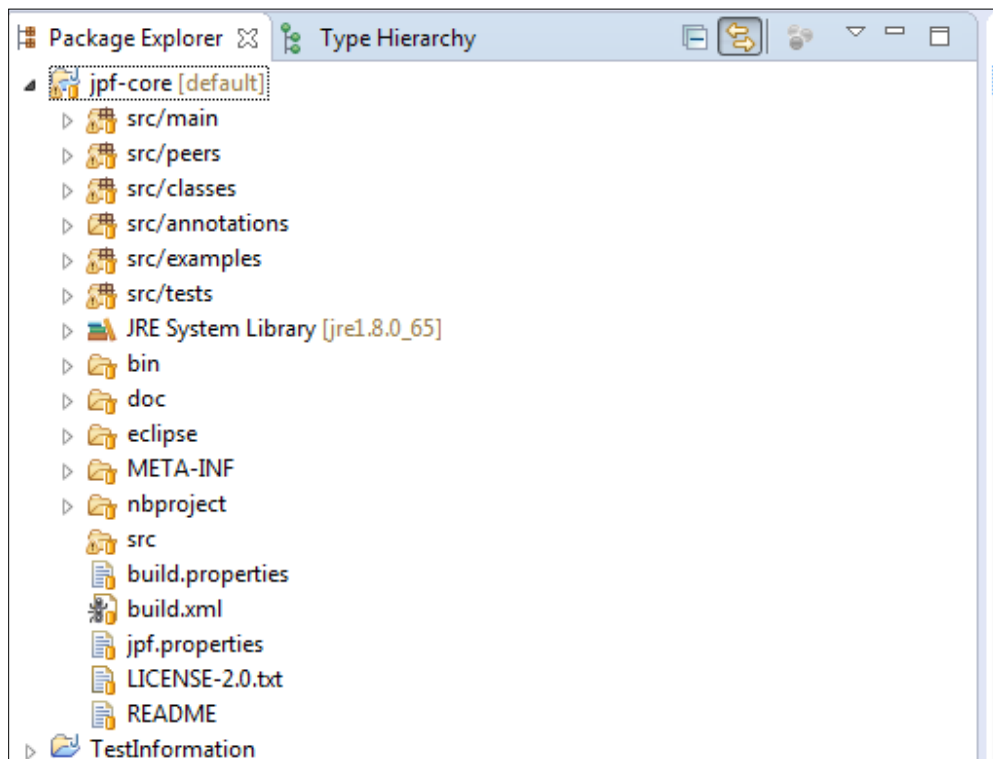 Package Explorer Type Hierarchy
jpf-core [default]
src/main
src/peers
src/classes
src/annotations
src/examples
src/tests
JRE System Library [jre1.8.0_65]
bin
doc
eclipse
META-INF
nbproject
src
build.properties
build.xml
jpf.properties
LICENSE-2.0.txt
README
TestInformation